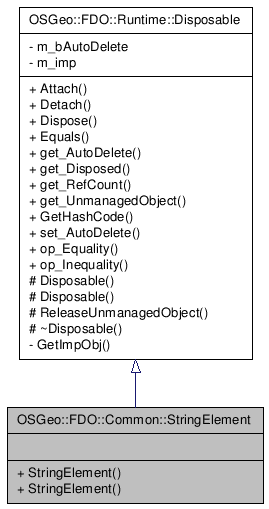 OSGeo::FDO::Runtime::Disposable
- m_bAutoDelete
- m_imp
+ Attach()
+ Detach()
+ Dispose()
+ Equals()
+ get_AutoDelete()
+ get_Disposed()
+ get_RefCount()
+ get_UnmanagedObject()
+ GetHashCode()
+ set_AutoDelete()
+ op_Equality()
+ op_Inequality()
# Disposable()
# Disposable()
# ReleaseUnmanagedObject()
# ~Disposable()
- GetImpObj()
OSGeo::FDO::Common::StringElement
+ StringElement()
+ StringElement()